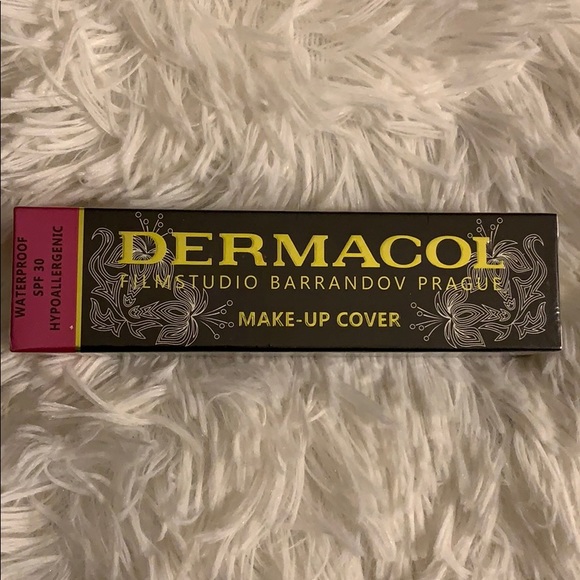 WATERPROOF
SPF 30
HYPOALLERGENIC
DERMACOL
FILMSTUDIO BARRANDOV PRAGUE
MAKE-UP COVER